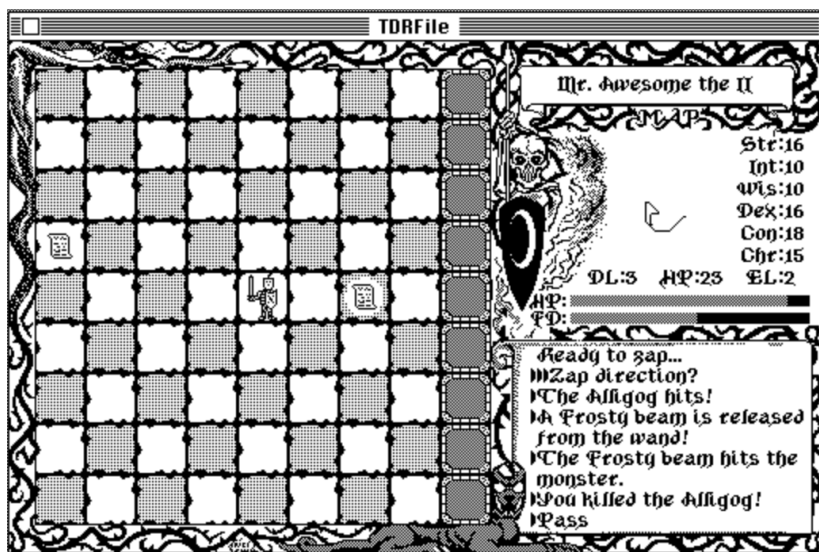 TDRFile
Mr. Awesome the II
MAP
Str:16
Int:10
Wis:10
Dex:16
Con:18
Chr:15
DL:3 HP:23 EL:2
HP:
FD:
Ready to zap...
Zap direction?
The Alligog hits!
A Frosty beam is released
from the wand!
The Frosty beam hits the
monster.
You killed the Alligog!
Pass